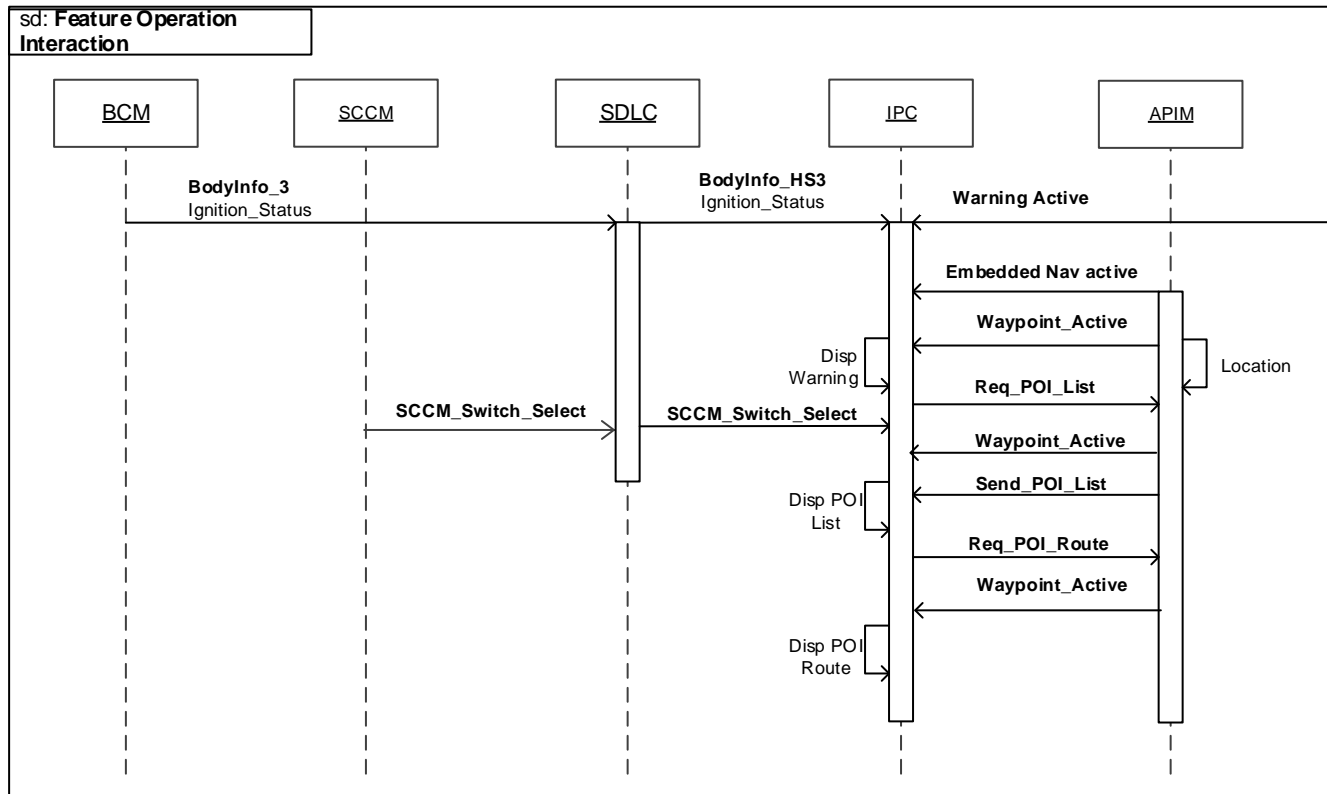 sd: Feature Operation
Interaction
BCM
SCCM
SDLC
IPC
APIM
BodyInfo_3
Ignition_Status
BodyInfo_HS3
Ignition_Status
Warning Active
Embedded Nav active
Waypoint_Active
Disp
Warning
Location
Req_POI_List
SCCM_Switch_Select
SCCM_Switch_Select
Waypoint_Active
Send_POI_List
Disp POI
List
Req_POI_Route
Waypoint_Active
Disp POI
Route